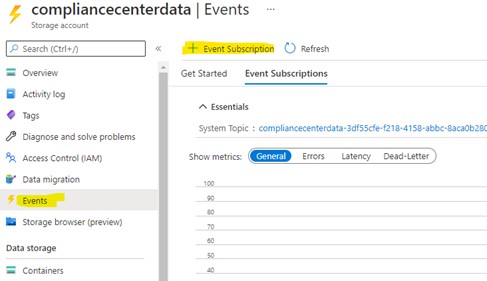 compliancecenterdata | Events ...
Storage account
Search (Ctrl+/)
«
Overview
Activity log
Tags
Diagnose and solve problems
Access Control (IAM)
Data migration
Events
Storage browser (preview)
Data storage
Containers
+ Event Subscription
Refresh
Get Started
Event Subscriptions
Essentials
System Topic : compliancecenterdata-3df55cfe-f218-4158-abbc-8aca0b280
Show metrics:
General
Errors
Latency
Dead-Letter
100
90
80
70
60
50
40